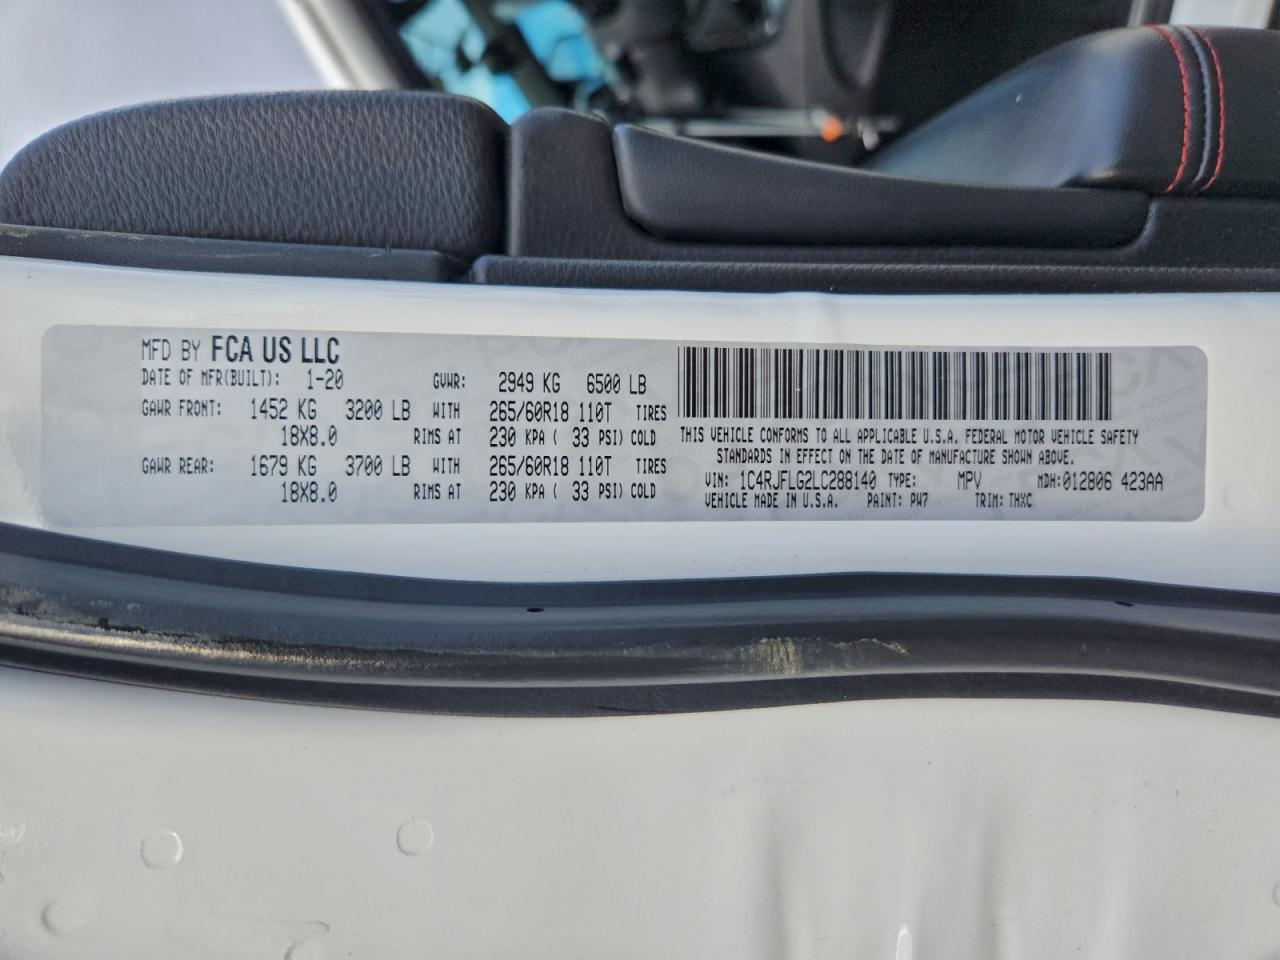 MFD BY FCA US LLC
DATE OF MFR(BUILT): 1-20 GVWR: 2949 KG 6500 LB
GAWR FRONT: 1452 KG 3200 LB WITH 265/60R18 110T TIRES
18X8.0 RIMS AT 230 KPA ( 33 PSI) COLD
GAWR REAR: 1679 KG 3700 LB WITH 265/60R18 110T TIRES
18X8.0 RIMS AT 230 KPA ( 33 PSI) COLD
THIS VEHICLE CONFORMS TO ALL APPLICABLE U.S.A. FEDERAL MOTOR VEHICLE SAFETY
STANDARDS IN EFFECT ON THE DATE OF MANUFACTURE SHOWN ABOVE.
VIN: 1C4RJFLG2LC288140 TYPE: MPV MDH:012806 423AA
VEHICLE MADE IN U.S.A. PAINT: PW7 TRIM: THXC